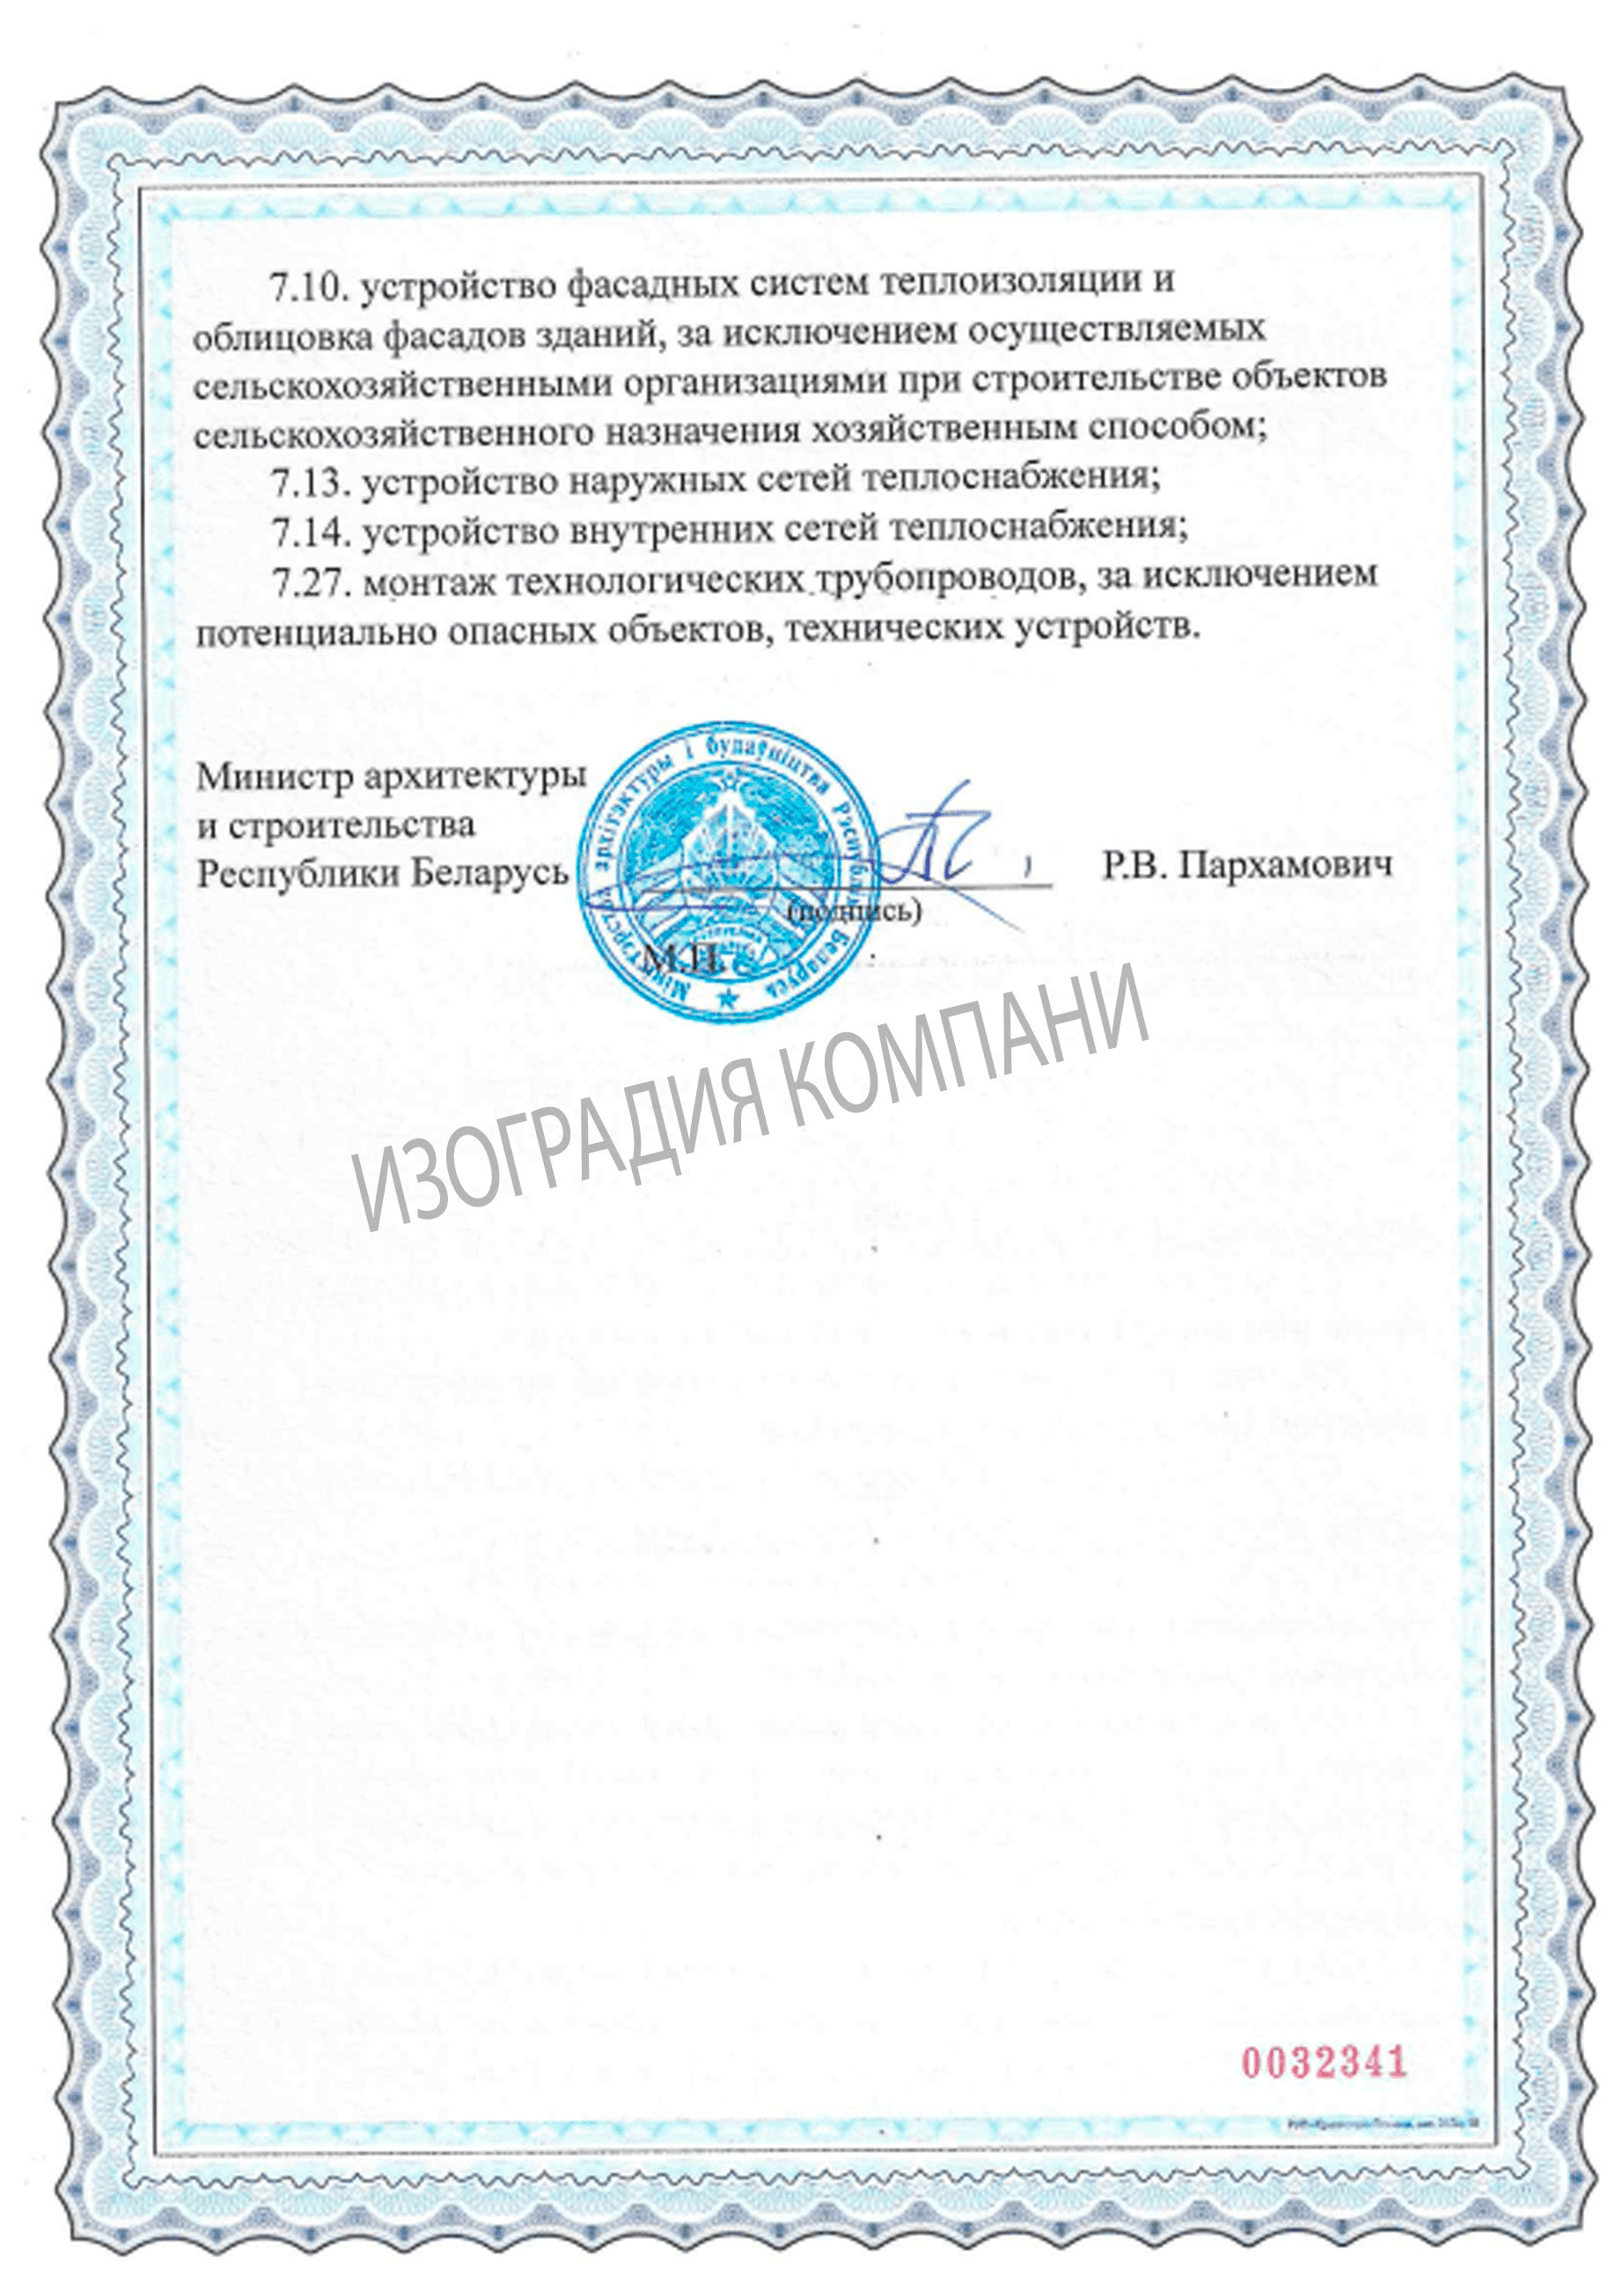 7.10. устройство фасадных систем теплоизоляции и
облицовка фасадов зданий, за исключением осуществляемых
сельскохозяйственными организациями при строительстве объектов
сельскохозяйственного назначения хозяйственным способом;
7.13. устройство наружных сетей теплоснабжения;
7.14. устройство внутренних сетей теплоснабжения;
7.27. монтаж технологических трубопроводов, за исключением
потенциально опасных объектов, технических устройств.
Министр архитектуры
и строительства
Республики Беларусь
Р.В. Пархамович
(подпись)
М.П.
Міністэрства архітэктуры і будаўніцтва Рэспублікі Беларусь
ИЗОГРАДИЯ КОМПАНИ
0032341